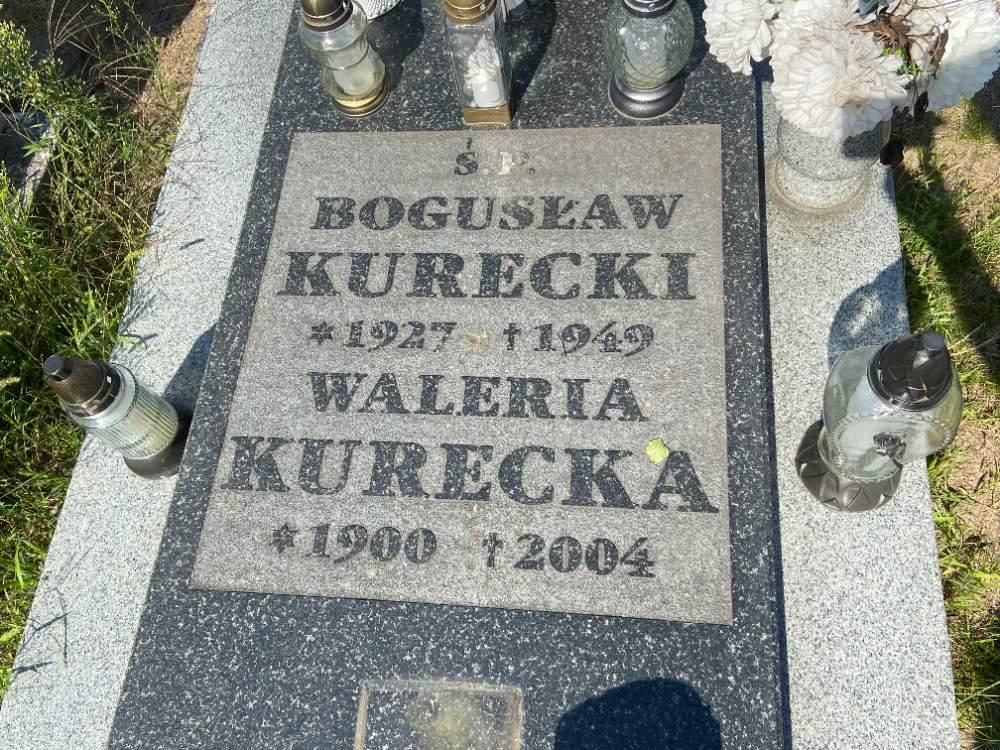 Ś.P.
BOGUSŁAW
KURECKI
*1927 †1949
WALERIA
KURECKA
*1900 †2004